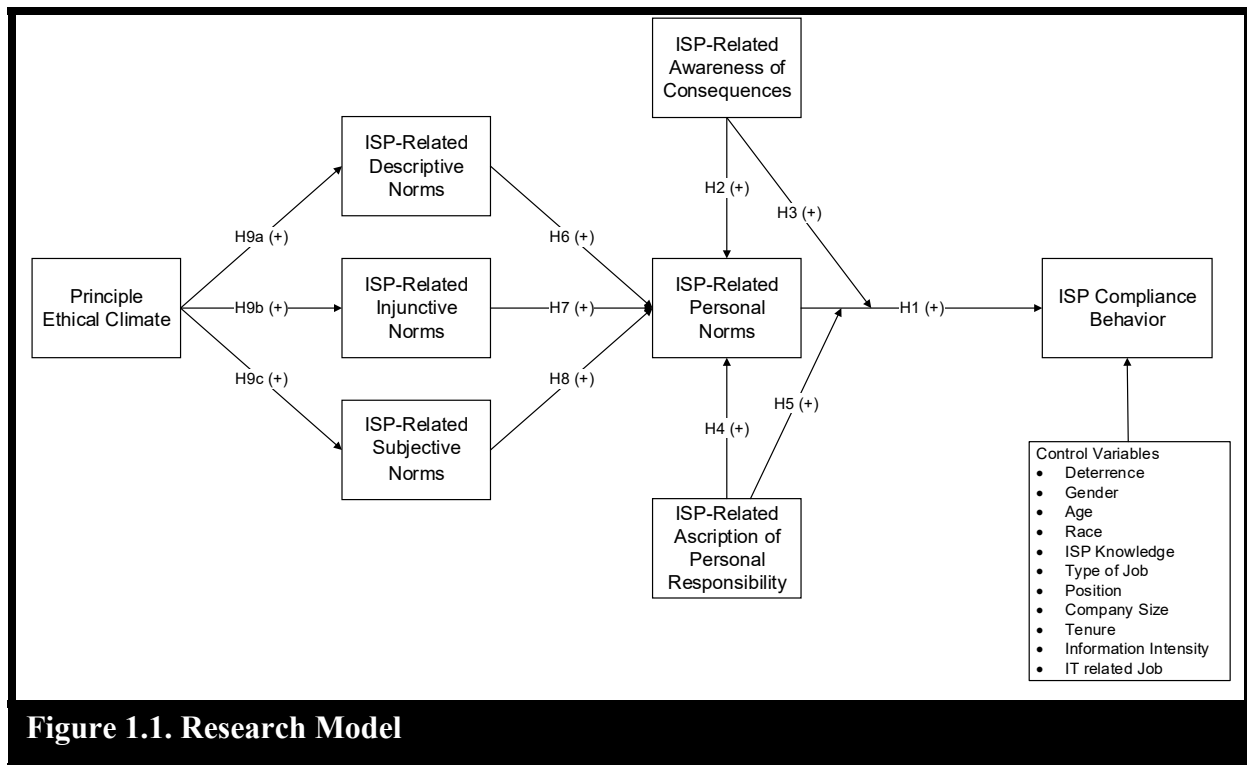 ISP-Related
Awareness of
Consequences
ISP-Related
Descriptive
Norms
H2 (+)
H3 (+)
H9a (+)
H6 (+)
Principle
Ethical Climate
H9b (+)
ISP-Related
Injunctive
Norms
H7 (+)
ISP-Related
Personal
Norms
H1 (+)
ISP Compliance
Behavior
H9c (+)
H8 (+)
H5 (+)
H4 (+)
ISP-Related
Subjective
Norms
ISP-Related
Ascription of
Personal
Responsibility
Control Variables
• Deterrence
• Gender
• Age
• Race
• ISP Knowledge
• Type of Job
• Position
• Company Size
• Tenure
• Information Intensity
• IT related Job
Figure 1.1. Research Model